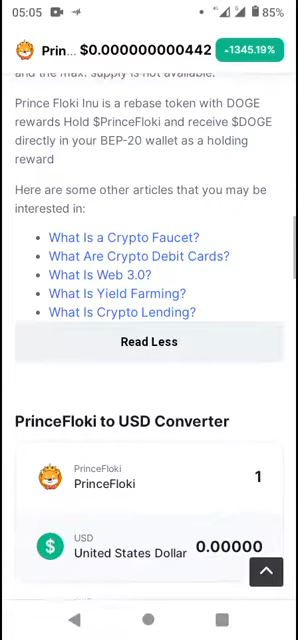 05:05
85%
Prin... $0.000000000442 1345.19%
and the max. supply is not available.
Prince Floki Inu is a rebase token with DOGE
rewards Hold $PrinceFloki and receive $DOGE
directly in your BEP-20 wallet as a holding
reward
Here are some other articles that you may be
interested in:
What Is a Crypto Faucet?
What Are Crypto Debit Cards?
What Is Web 3.0?
What Is Yield Farming?
What Is Crypto Lending?
Read Less
PrinceFloki to USD Converter
PrinceFloki
PrinceFloki 1
USD
United States Dollar 0.00000